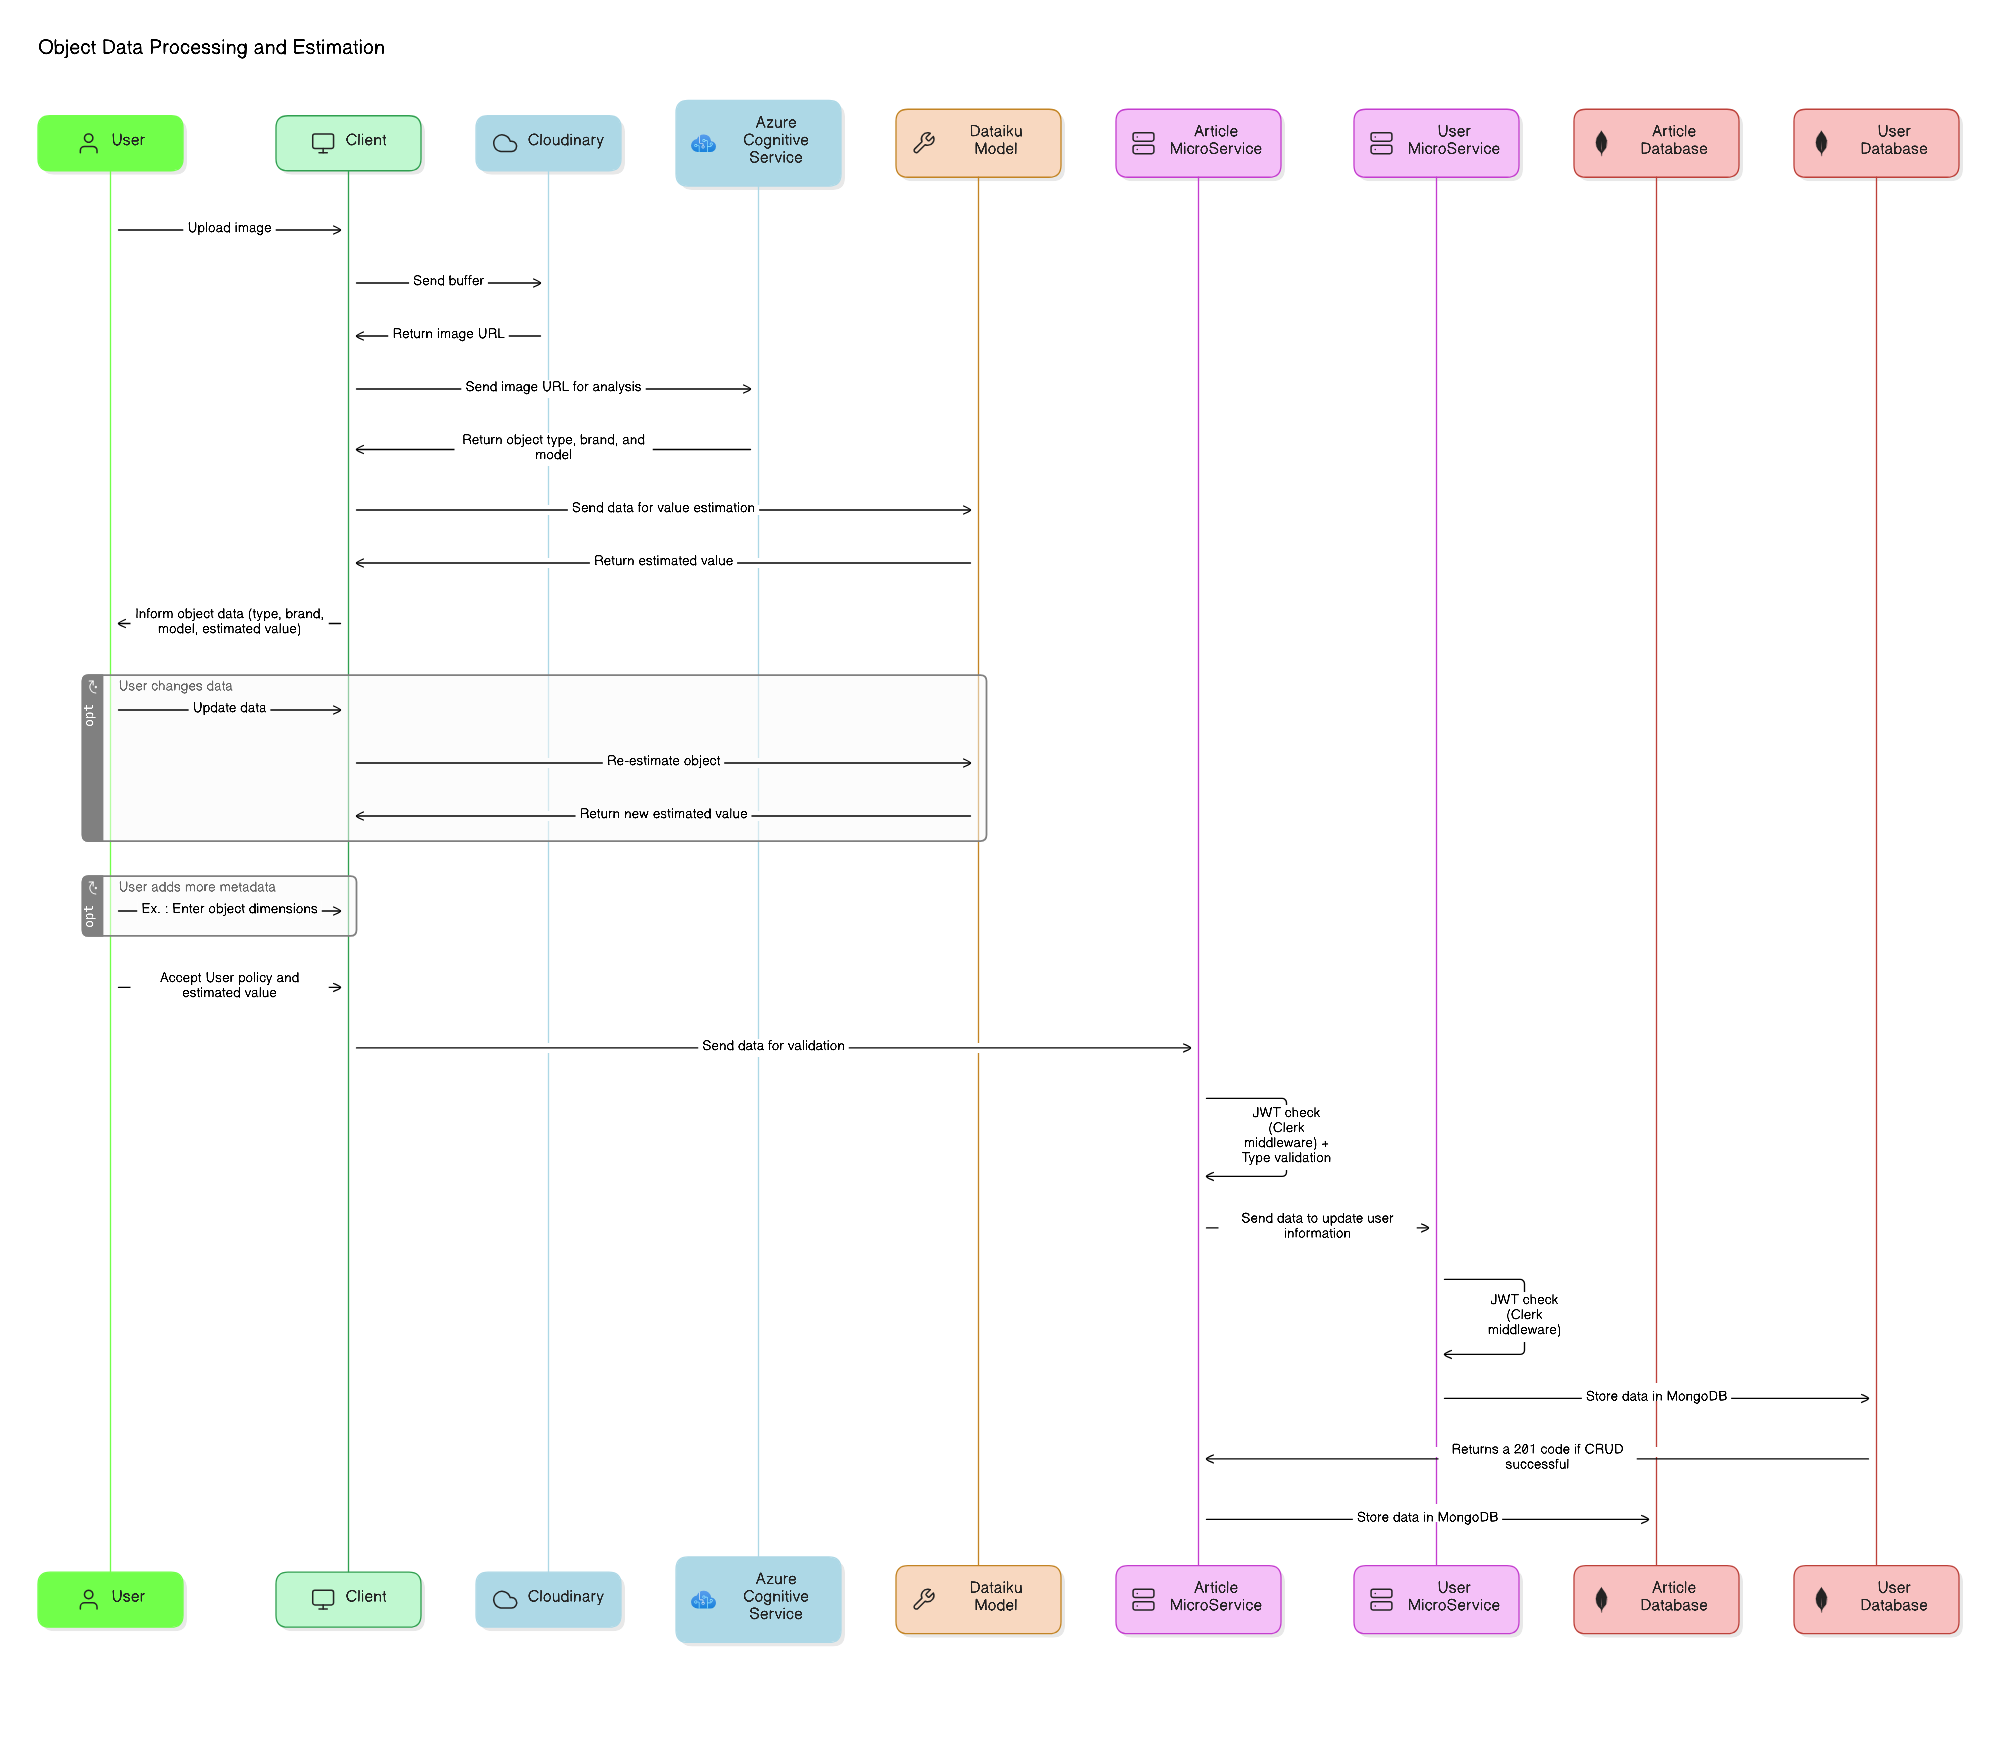 Object Data Processing and Estimation
User
Client
Cloudinary
Azure
Cognitive
Service
Dataiku
Model
Article
MicroService
User
MicroService
Article
Database
User
Database
Upload image
Send buffer
Return image URL
Send image URL for analysis
Return object type, brand, and
model
Send data for value estimation
Return estimated value
Inform object data (type, brand,
model, estimated value)
opt
User changes data
Update data
Re-estimate object
Return new estimated value
opt
User adds more metadata
Ex. : Enter object dimensions
Accept User policy and
estimated value
Send data for validation
JWT check
(Clerk
middleware) +
Type validation
Send data to update user
information
JWT check
(Clerk
middleware)
Store data in MongoDB
Returns a 201 code if CRUD
successful
Store data in MongoDB
User
Client
Cloudinary
Azure
Cognitive
Service
Dataiku
Model
Article
MicroService
User
MicroService
Article
Database
User
Database